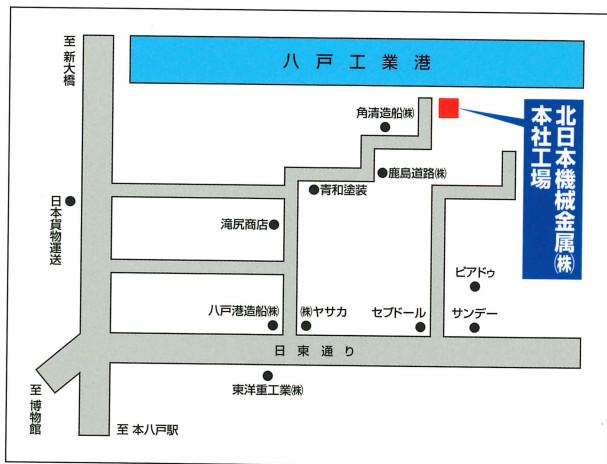 至
新大橋
八戸工業港
角清造船㈱
北日本機械金属㈱
本社工場
鹿島道路㈱
青和塗装
日本貨物運送
滝尻商店
ピアドゥ
八戸港造船㈱
㈱ヤサカ
セブドール
サンデー
日東通り
東洋重工業㈱
至
博物館
至 本八戸駅